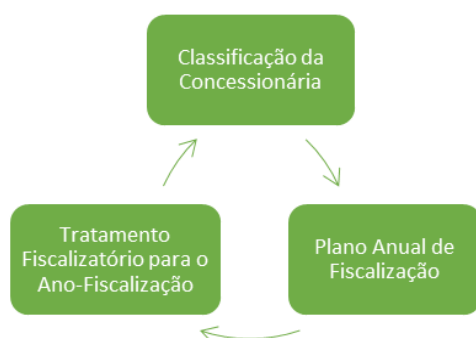 Classificação da
Concessionária
Tratamento
Fiscalizatório para o
Ano-Fiscalização
Plano Anual de
Fiscalização